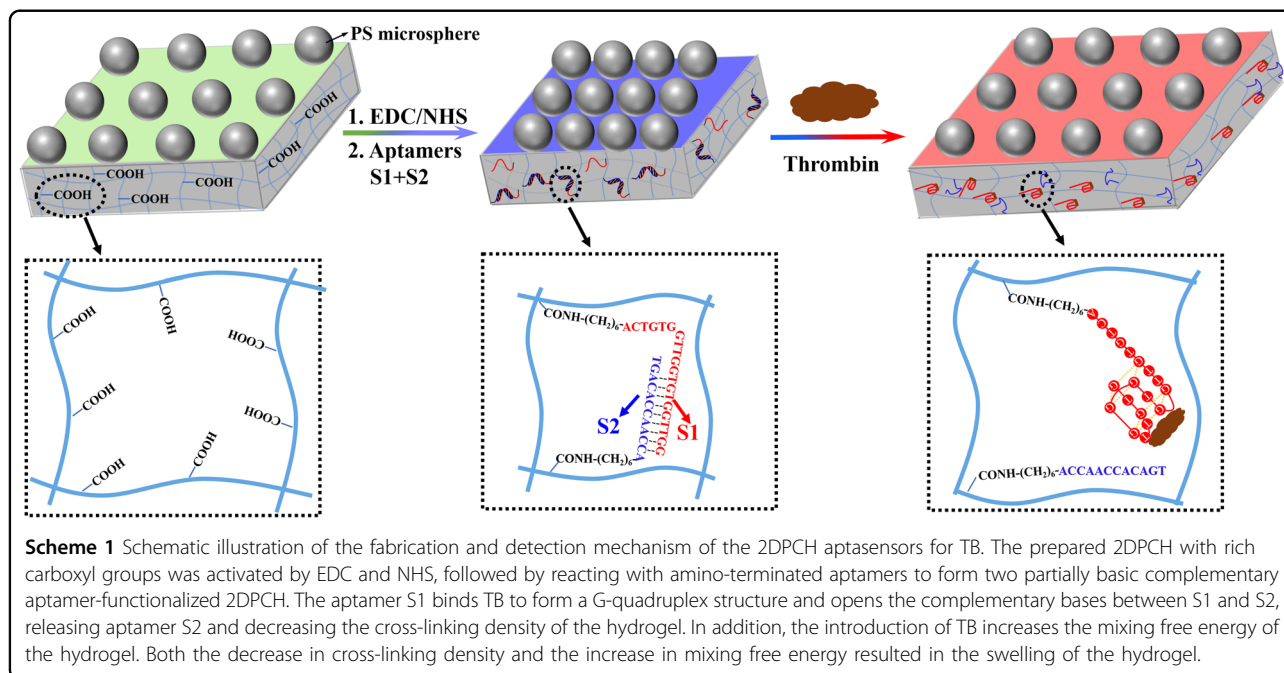 PS microsphere
COOH
COOH
COOH
COOH
COOH
COOH
COOH
COOH
1. EDC/NHS
2. Aptamers
S1+S2
Thrombin
COOH
COOH
COOH
COOH
COOH
COOH
COOH
CONH-(CH2)6-ACTGTG
GTTGGTGTGGTTGG
TGACACCAACC
S2
S1
CONH-(CH2)6-A
CONH-(CH2)6-
CONH-(CH2)6-ACCAACCACAGT
Scheme 1 Schematic illustration of the fabrication and detection mechanism of the 2DPCH aptasensors for TB. The prepared 2DPCH with rich
carboxyl groups was activated by EDC and NHS, followed by reacting with amino-terminated aptamers to form two partially basic complementary
aptamer-functionalized 2DPCH. The aptamer S1 binds TB to form a G-quadruplex structure and opens the complementary bases between S1 and S2,
releasing aptamer S2 and decreasing the cross-linking density of the hydrogel. In addition, the introduction of TB increases the mixing free energy of
the hydrogel. Both the decrease in cross-linking density and the increase in mixing free energy resulted in the swelling of the hydrogel.